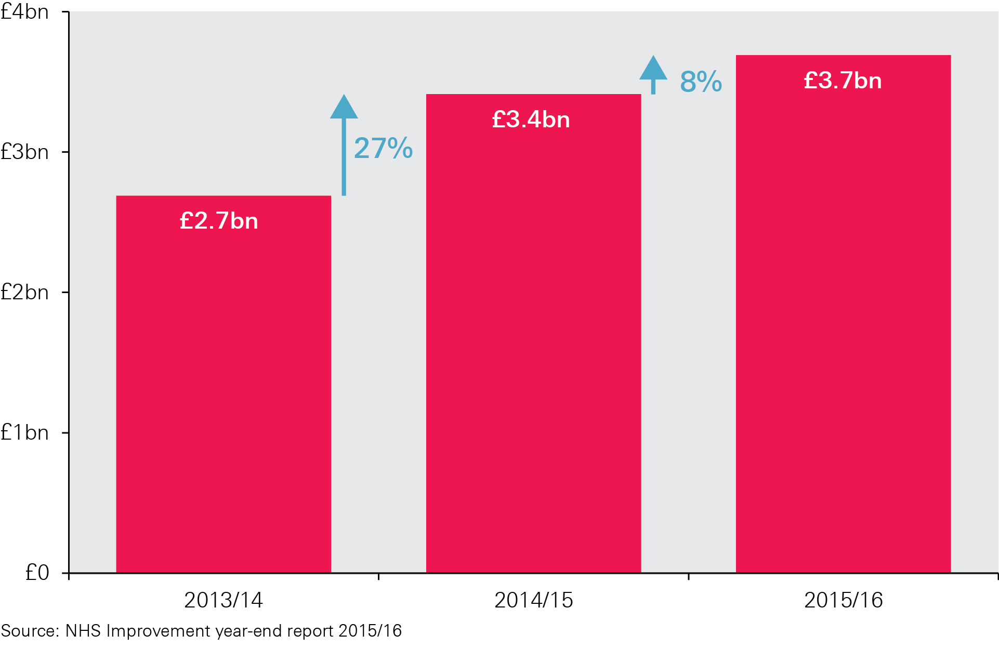 £4bn
£3bn
£2bn
£1bn
£0
£2.7bn
27%
£3.4bn
8%
£3.7bn
2013/14
2014/15
2015/16
Source: NHS Improvement year-end report 2015/16